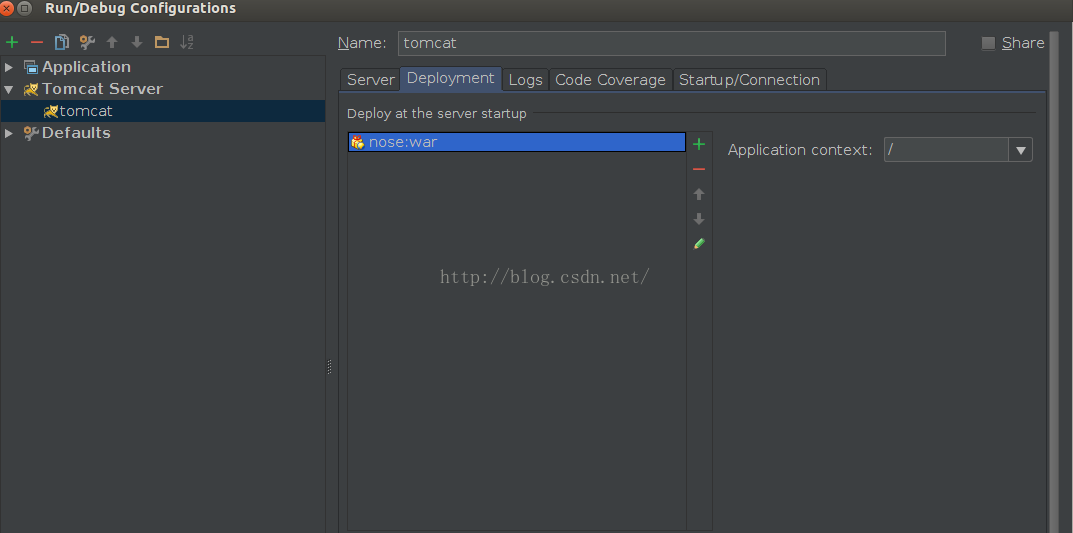 Run/Debug Configurations
Name: tomcat Share
Application
Tomcat Server
tomcat
Defaults
Server Deployment Logs Code Coverage Startup/Connection
Deploy at the server startup
nose:war
Application context: /
http://blog.csdn.net/